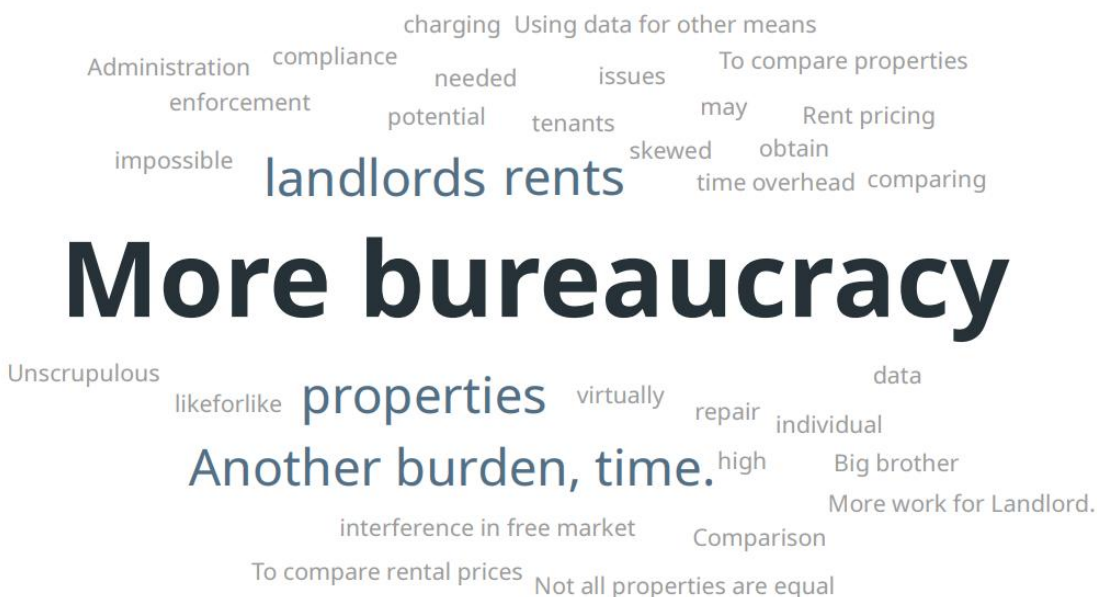 charging Using data for other means
Administration compliance needed issues To compare properties
enforcement potential tenants may Rent pricing
impossible landlords rents skewed obtain
time overhead comparing
More bureaucracy
Unscrupulous likeforlike properties virtually data
repair individual
Another burden, time. high Big brother
More work for Landlord.
interference in free market Comparison
To compare rental prices Not all properties are equal